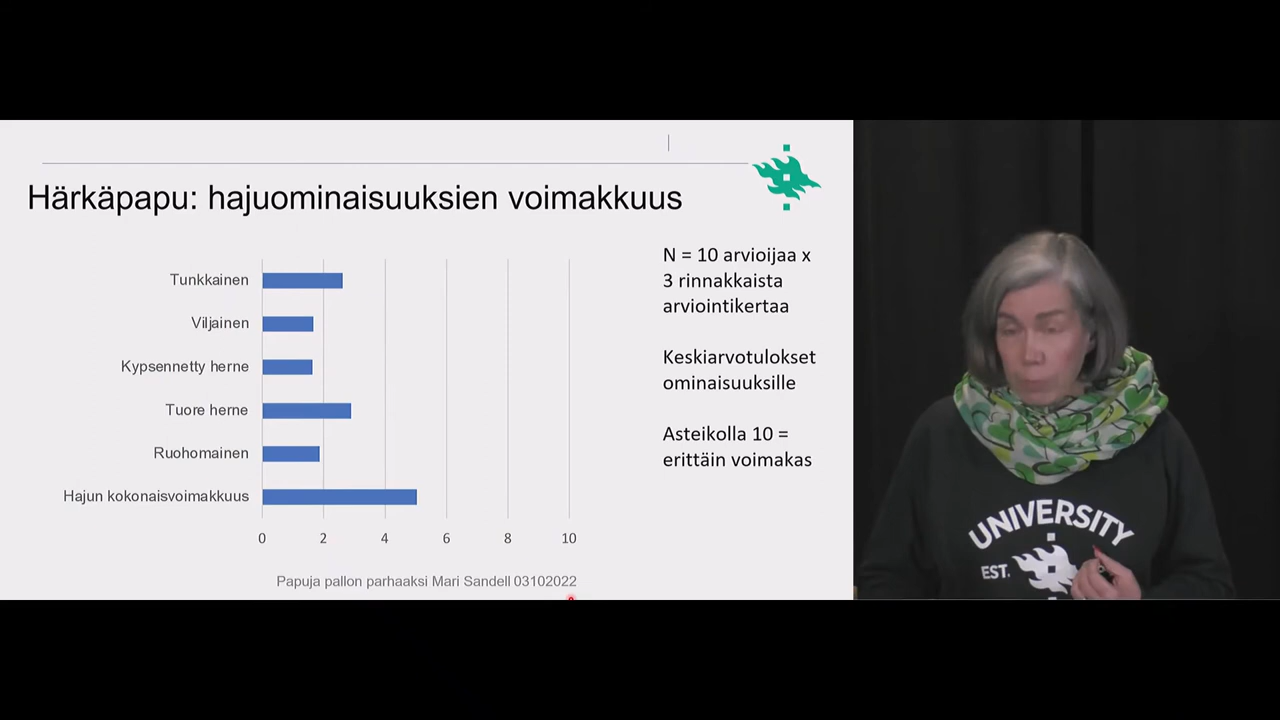 Härkäpapu: hajuominaisuuksien voimakkuus
Tunkkainen
Viljainen
Kypsennetty herne
Tuore herne
Ruohomainen
Hajun kokonaisvoimakkuus
0 2 4 6 8 10
N = 10 arvioijaa x
3 rinnakkaista
arviointikertaa
Keskiarvotulokset
ominaisuuksille
Asteikolla 10 =
erittäin voimakas
Papuja pallon parhaaksi Mari Sandell 03102022
UNIVERSITY
EST.